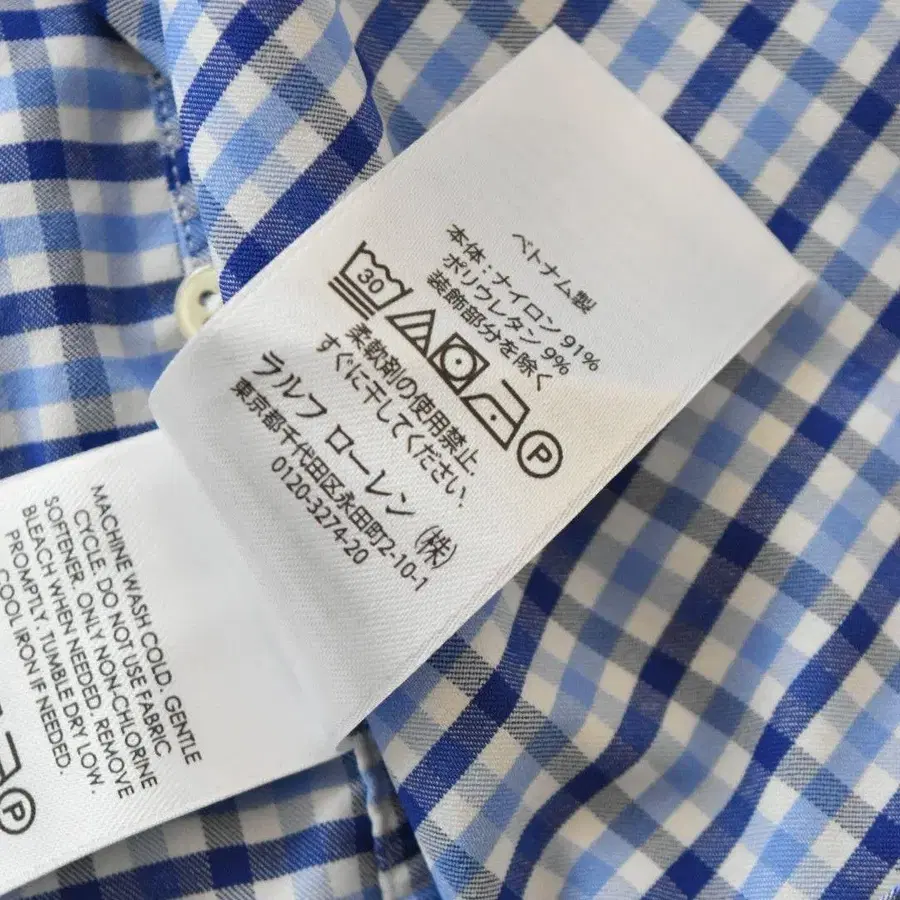 ベトナム製
本体：ナイロン 91%
ポリウレタン 9%
装飾部分を除く
30
P
柔軟剤の使用禁止.
すぐに干してください.
ラルフ ローレン (株)
東京都千代田区永田町2-10-1
0120-3274-20
MACHINE WASH COLD. GENTLE
CYCLE. DO NOT USE FABRIC
SOFTENER. ONLY NON-CHLORINE
BLEACH WHEN NEEDED. REMOVE
PROMPTLY. TUMBLE DRY LOW.
COOL IRON IF NEEDED.
P